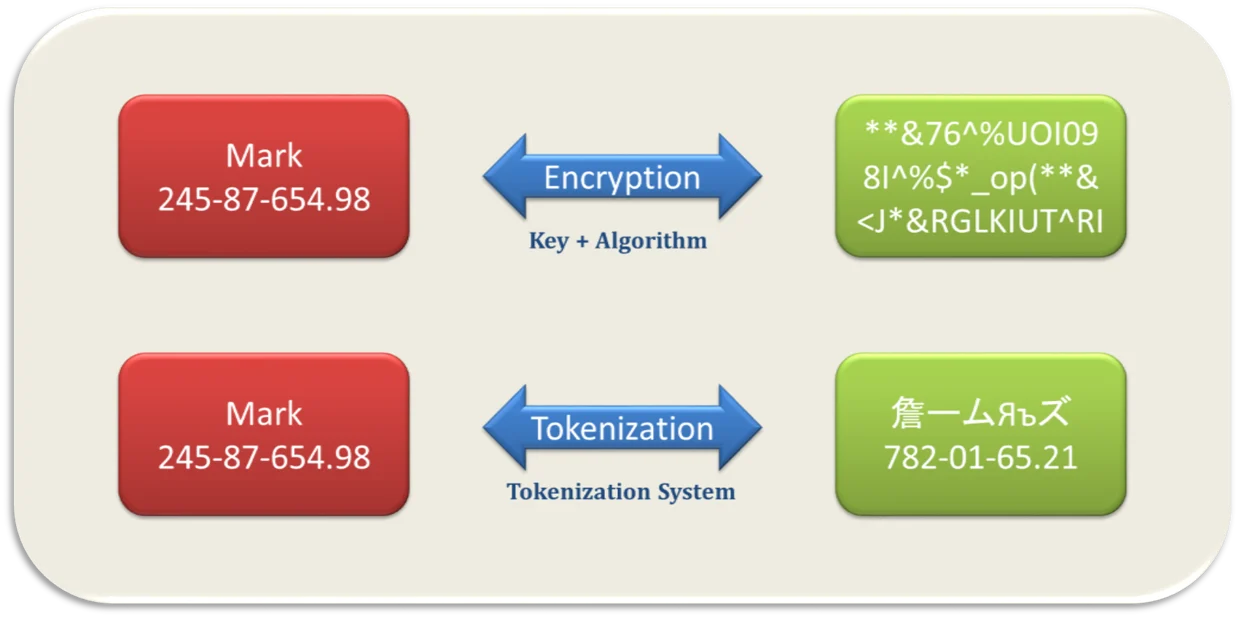 Mark
245-87-654.98
Encryption
Key + Algorithm
**&76^%UOI09
8I^%$*_op(**&
<J*&RGLKIUT^RI
Mark
245-87-654.98
Tokenization
Tokenization System
詹ームЯъズ
782-01-65.21